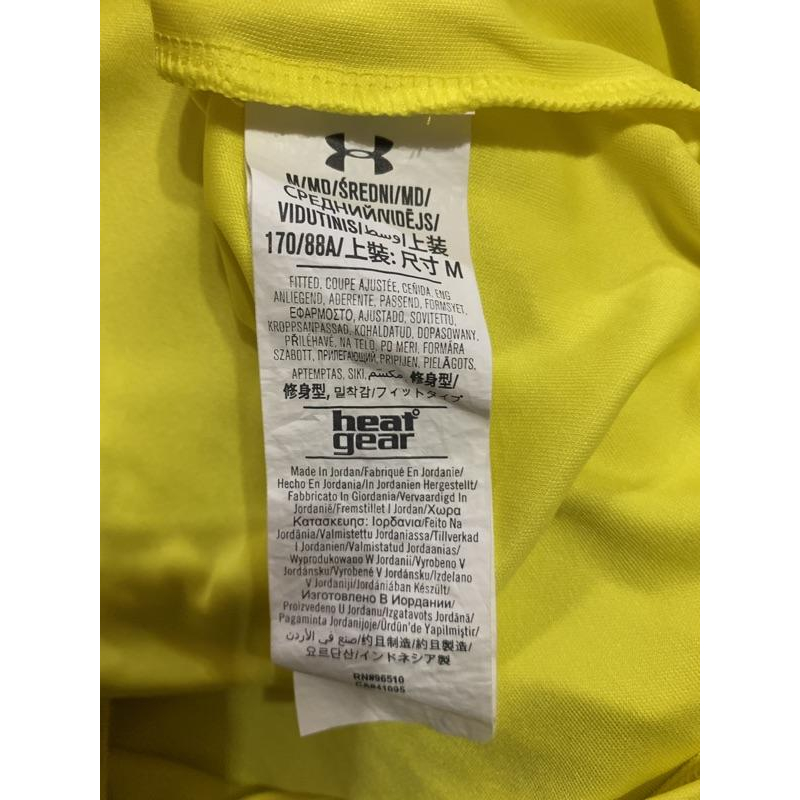 M/MD/ŚREDNI/MD/
СРЕДНИЙ/VIDĒJS/
VIDUTINIS/اوسط/上装
170/88A/上裝: 尺寸 M
FITTED, COUPE AJUSTÉE, CEÑIDA, ENG
ANLIEGEND, ADERENTE, PASSEND, FORMSYET,
ΕΦΑΡΜΟΣΤΟ, AJUSTADO, SOVITETTU,
KROPPSANPASSAD, KOHALDATUD, DOPASOWANY,
PŘILÉHAVÉ, NA TELO, PO MERI, FORMÁRA
SZABOTT, ПРИЛЕГАЮЩИЙ, PRIPIJEN, PIELĀGOTS,
APTEMPTAS, SIKI, مكسم, 修身型/
修身型, 밀착감/フィットタイプ
heat
gear
Made In Jordan/Fabriqué En Jordanie/
Hecho En Jordania/In Jordanien Hergestellt/
Fabbricato In Giordania/Vervaardigd In
Jordanië/Fremstillet I Jordan/Χωρα
Κατασκευησ: Ιορδανια/Feito Na
Jordânia/Valmistettu Jordaniassa/Tillverkad
I Jordanien/Valmistatud Jordaanias/
Wyprodukowano W Jordanii/Vyrobeno V
Jordánsku/Vyrobené V Jordánsku/Izdelano
V Jordaniji/Jordániában Készült/
Изготовлено В Иордании/
Proizvedeno U Jordanu/Izgatavots Jordānā/
Pagaminta Jordanijoje/Ürdün'de Yapilmiştir/
صنع في الأردن/约旦制造/約旦製造/
요르단산/インドネシア製
RN#96510
CA#41095